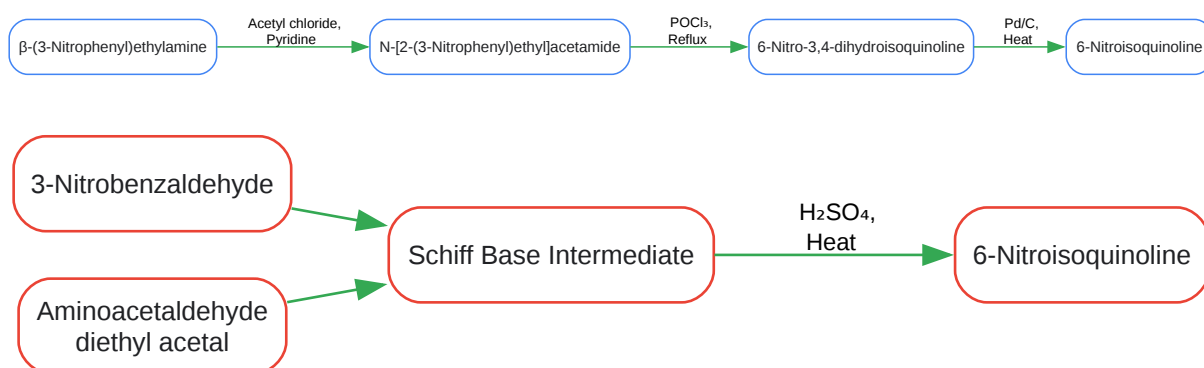 β-(3-Nitrophenyl)ethylamine
Acetyl chloride,
Pyridine
N-[2-(3-Nitrophenyl)ethyl]acetamide
POCl₃,
Reflux
6-Nitro-3,4-dihydroisoquinoline
Pd/C,
Heat
6-Nitroisoquinoline
3-Nitrobenzaldehyde
Aminoacetaldehyde
diethyl acetal
Schiff Base Intermediate
H₂SO₄,
Heat
6-Nitroisoquinoline